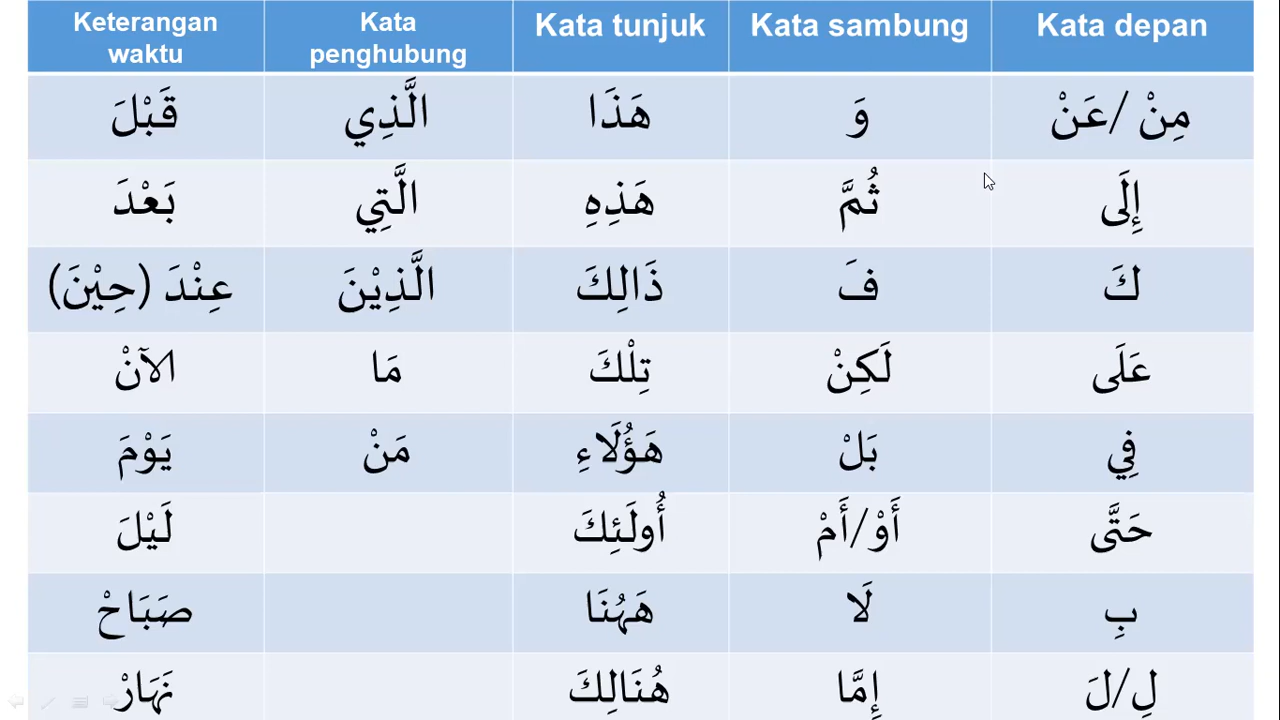 Keterangan waktu	Kata penghubung	Kata tunjuk	Kata sambung	Kata depan
قَبْلَ	الَّذِي	هَذَا	وَ	مِنْ /عَنْ
بَعْدَ	الَّتِي	هَذِهِ	ثُمَّ	إِلَى
عِنْدَ (حِيْنَ)	الَّذِيْنَ	ذَالِكَ	فَ	كَ
الآنْ	مَا	تِلْكَ	لَكِنْ	عَلَى
يَوْمَ	مَنْ	هَؤُلَاءِ	بَلْ	فِي
لَيْلَ	أُولَئِكَ	أَوْ/أَمْ	حَتَّى
صَبَاحْ	هَهُنَا	لَا	بِ
نَهَارْ	هُنَالِكَ	إِمَّا	لِ/لَ